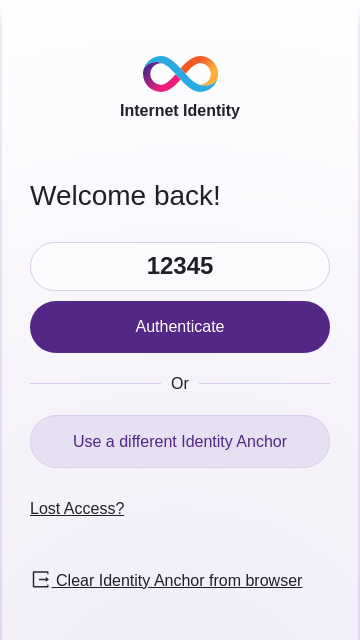 Internet Identity
Welcome back!
12345
Authenticate
Or
Use a different Identity Anchor
Lost Access?
Clear Identity Anchor from browser